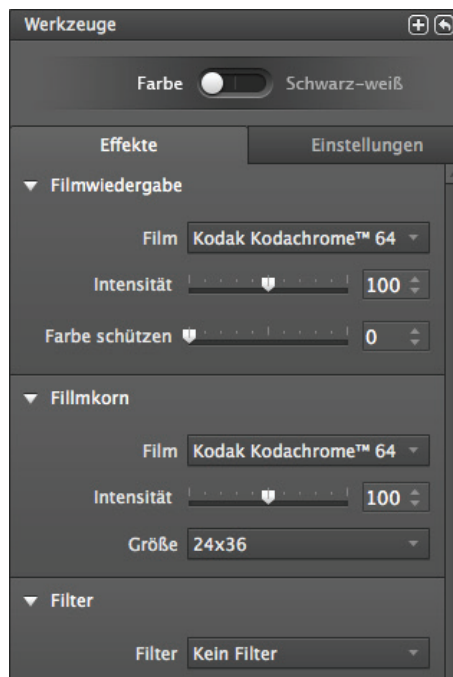 Werkzeuge
Farbe Schwarz-weiß
Effekte Einstellungen
Filmwiedergabe
Film Kodak Kodachrome™ 64
Intensität 100
Farbe schützen 0
Fillmkorn
Film Kodak Kodachrome™ 64
Intensität 100
Größe 24x36
Filter
Filter Kein Filter